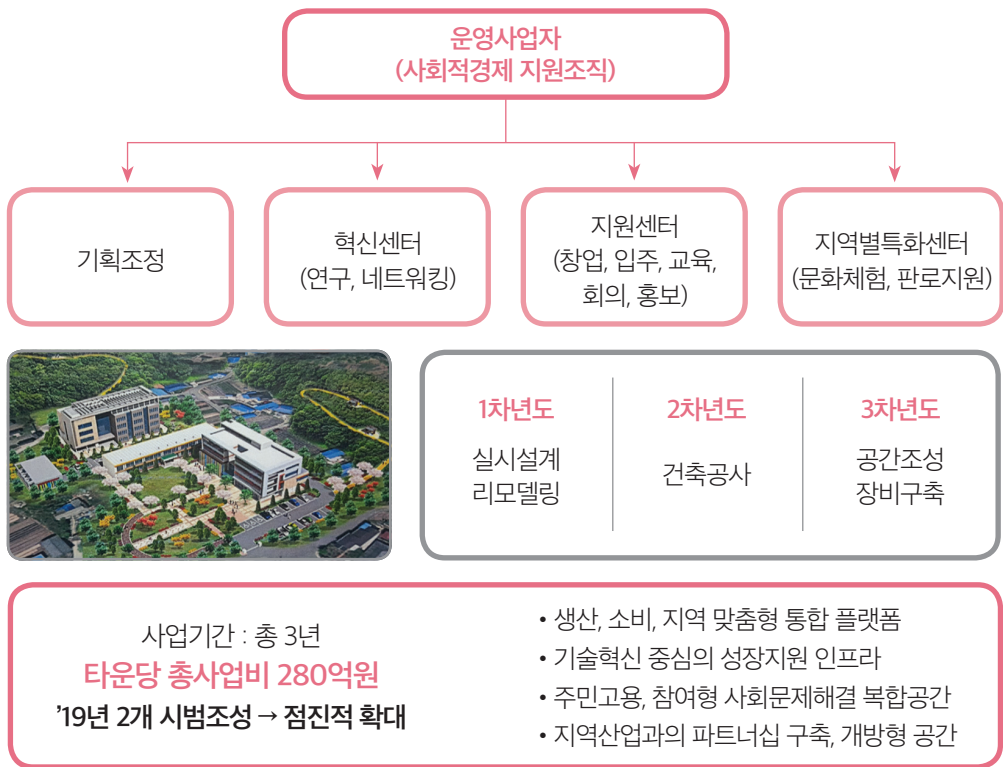 운영사업자
(사회적경제 지원조직)
기획조정
혁신센터
(연구, 네트워킹)
지원센터
(창업, 입주, 교육,
회의, 홍보)
지역별특화센터
(문화체험, 판로지원)
1차년도
실시설계
리모델링
2차년도
건축공사
3차년도
공간조성
장비구축
사업기간 : 총 3년
타운당 총사업비 280억원
’19년 2개 시범조성 → 점진적 확대
• 생산, 소비, 지역 맞춤형 통합 플랫폼
• 기술혁신 중심의 성장지원 인프라
• 주민고용, 참여형 사회문제해결 복합공간
• 지역산업과의 파트너십 구축, 개방형 공간